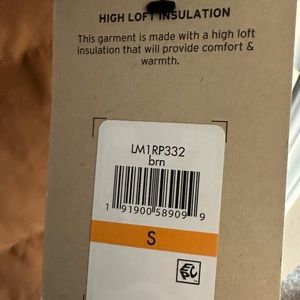 HIGH LOFT INSULATION
This garment is made with a high loft
insulation that will provide comfort &
warmth.
LM1RP332
brn
1 91900 58909 9
S